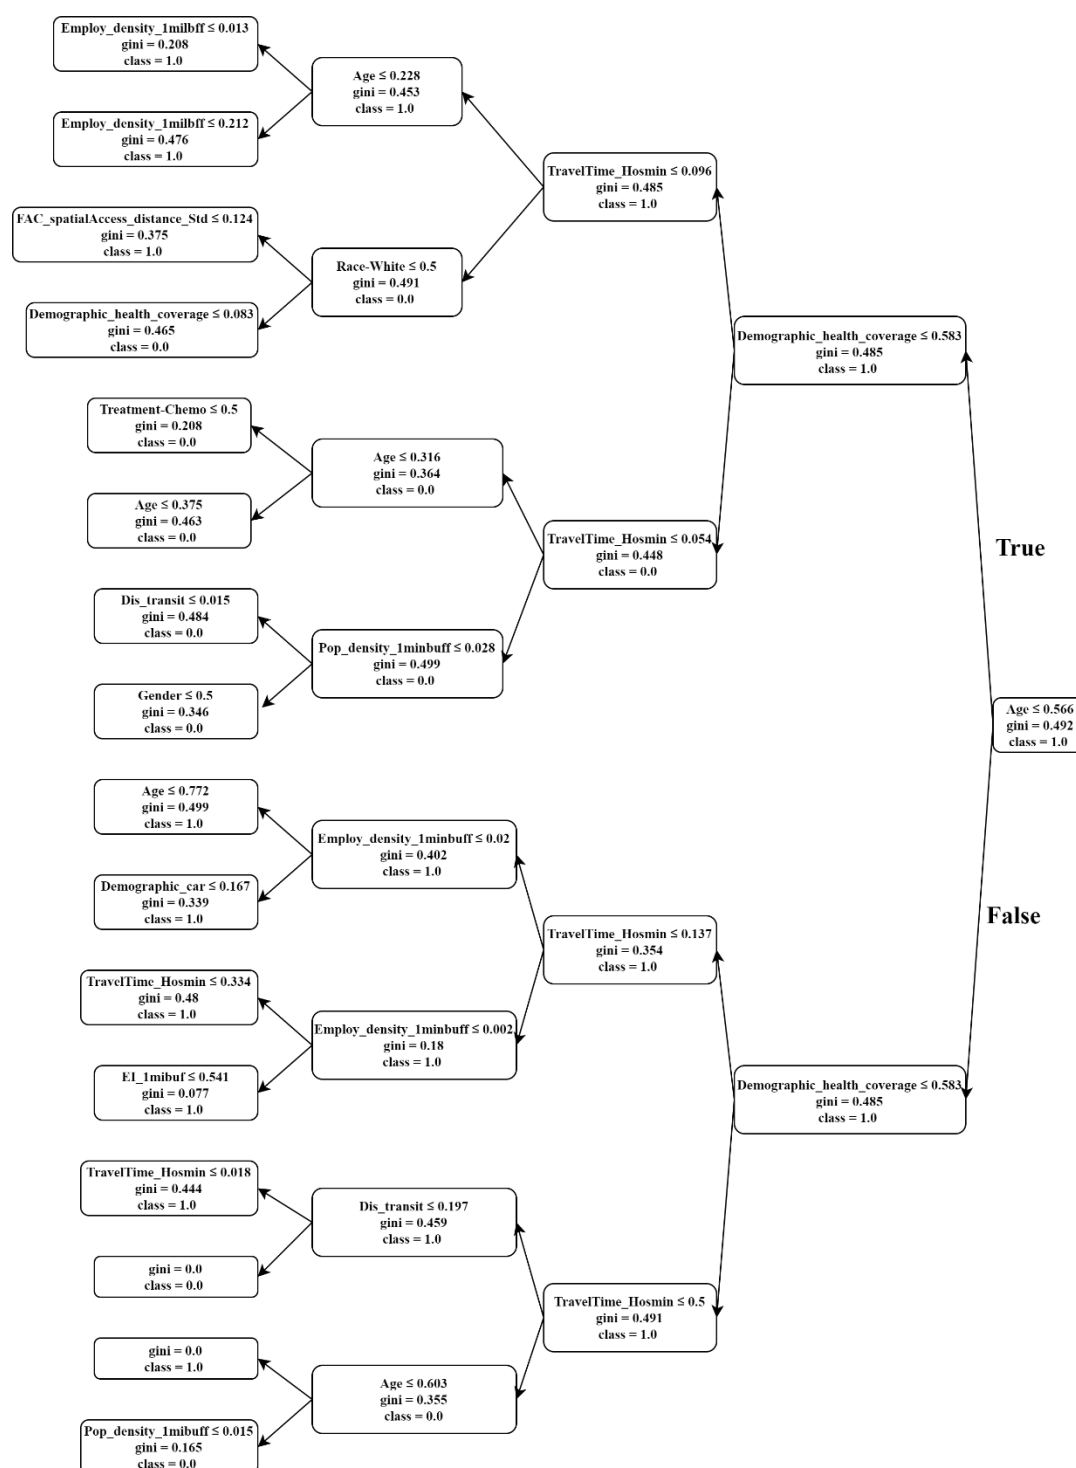 Employ_density_1milbff ≤ 0.013
gini = 0.208
class = 1.0
Employ_density_1milbff ≤ 0.212
gini = 0.476
class = 1.0
FAC_spatialAccess_distance_Std ≤ 0.124
gini = 0.375
class = 1.0
Demographic_health_coverage ≤ 0.083
gini = 0.465
class = 0.0
Treatment-Chemo ≤ 0.5
gini = 0.208
class = 0.0
Age ≤ 0.375
gini = 0.463
class = 0.0
Dis_transit ≤ 0.015
gini = 0.484
class = 0.0
Gender ≤ 0.5
gini = 0.346
class = 0.0
Age ≤ 0.772
gini = 0.499
class = 1.0
Demographic_car ≤ 0.167
gini = 0.339
class = 1.0
TravelTime_Hosmin ≤ 0.334
gini = 0.48
class = 1.0
EI_1mibuf ≤ 0.541
gini = 0.077
class = 1.0
TravelTime_Hosmin ≤ 0.018
gini = 0.444
class = 1.0
gini = 0.0
class = 0.0
gini = 0.0
class = 1.0
Pop_density_1mibuff ≤ 0.015
gini = 0.165
class = 0.0
Age ≤ 0.228
gini = 0.453
class = 1.0
Race-White ≤ 0.5
gini = 0.491
class = 0.0
Age ≤ 0.316
gini = 0.364
class = 0.0
Pop_density_1minbuff ≤ 0.028
gini = 0.499
class = 0.0
Employ_density_1minbuff ≤ 0.02
gini = 0.402
class = 1.0
Employ_density_1minbuff ≤ 0.002
gini = 0.18
class = 1.0
Dis_transit ≤ 0.197
gini = 0.459
class = 1.0
Age ≤ 0.603
gini = 0.355
class = 0.0
TravelTime_Hosmin ≤ 0.096
gini = 0.485
class = 1.0
TravelTime_Hosmin ≤ 0.054
gini = 0.448
class = 0.0
TravelTime_Hosmin ≤ 0.137
gini = 0.354
class = 1.0
TravelTime_Hosmin ≤ 0.5
gini = 0.491
class = 1.0
Demographic_health_coverage ≤ 0.583
gini = 0.485
class = 1.0
Demographic_health_coverage ≤ 0.583
gini = 0.485
class = 1.0
True
False
Age ≤ 0.566
gini = 0.492
class = 1.0